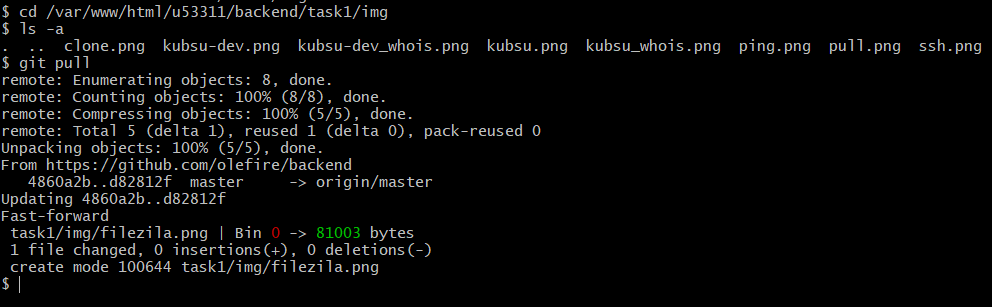 $ cd /var/www/html/u53311/backend/task1/img
$ ls -a
.  ..  clone.png  kubsu-dev.png  kubsu-dev_whois.png  kubsu.png  kubsu_whois.png  ping.png  pull.png  ssh.png
$ git pull
remote: Enumerating objects: 8, done.
remote: Counting objects: 100% (8/8), done.
remote: Compressing objects: 100% (5/5), done.
remote: Total 5 (delta 1), reused 1 (delta 0), pack-reused 0
Unpacking objects: 100% (5/5), done.
From https://github.com/olefire/backend
   4860a2b..d82812f  master     -> origin/master
Updating 4860a2b..d82812f
Fast-forward
 task1/img/filezila.png | Bin 0 -> 81003 bytes
 1 file changed, 0 insertions(+), 0 deletions(-)
 create mode 100644 task1/img/filezila.png
$